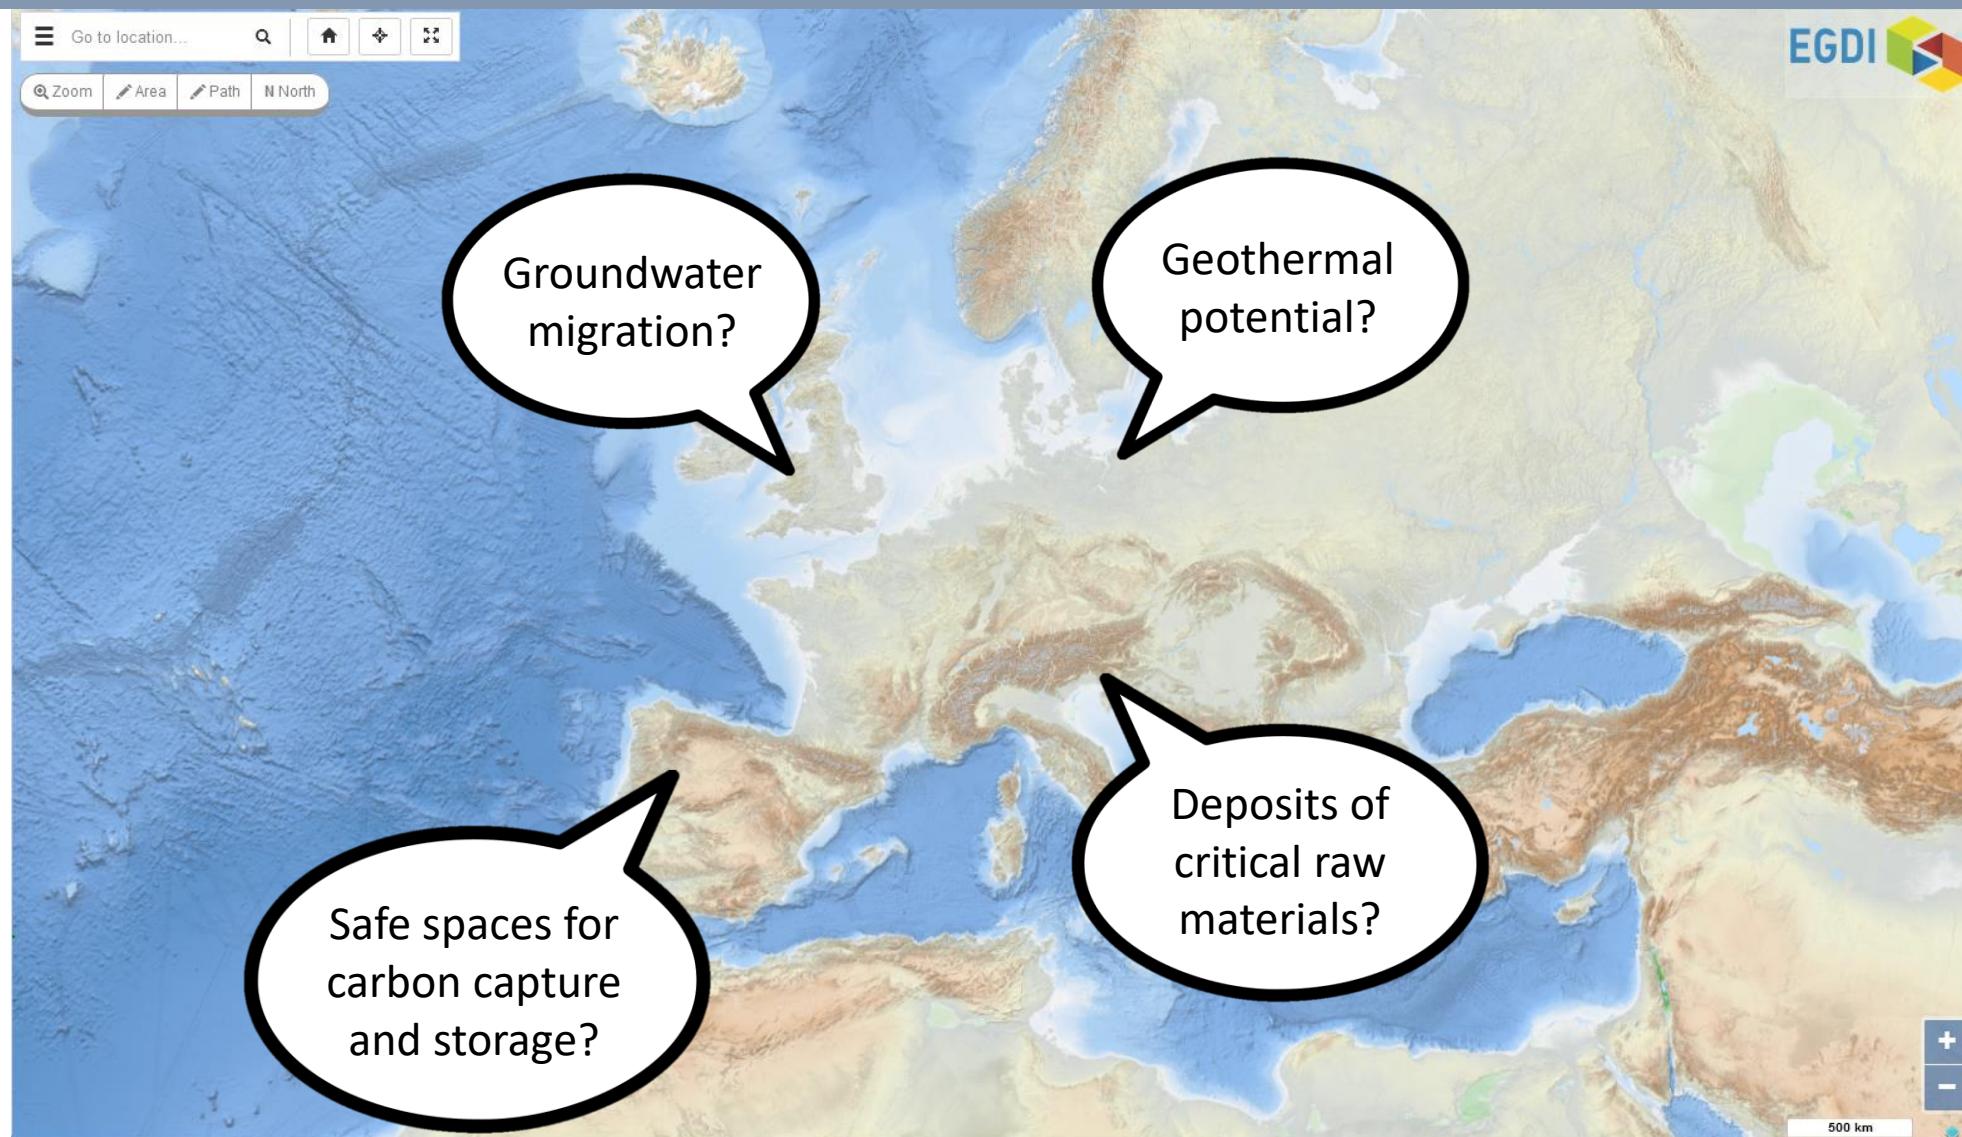 Go to location...
EGDI
Zoom
Area
Path
N North
Groundwater
migration?
Geothermal
potential?
Deposits of
critical raw
materials?
Safe spaces for
carbon capture
and storage?
+
−
500 km